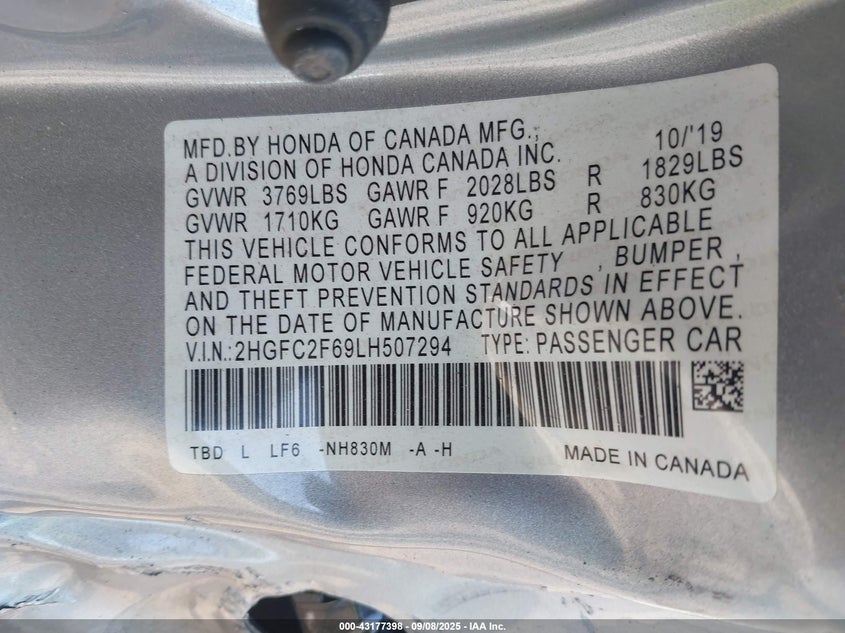 MFD.BY HONDA OF CANADA MFG., 10/'19
A DIVISION OF HONDA CANADA INC.
GVWR 3769LBS GAWR F 2028LBS R 1829LBS
GVWR 1710KG GAWR F 920KG R 830KG
THIS VEHICLE CONFORMS TO ALL APPLICABLE
FEDERAL MOTOR VEHICLE SAFETY , BUMPER ,
AND THEFT PREVENTION STANDARDS IN EFFECT
ON THE DATE OF MANUFACTURE SHOWN ABOVE.
V.I.N.:2HGFC2F69LH507294 TYPE: PASSENGER CAR
TBD L LF6 -NH830M -A -H MADE IN CANADA
000-43177398 - 09/08/2025 - IAA Inc.